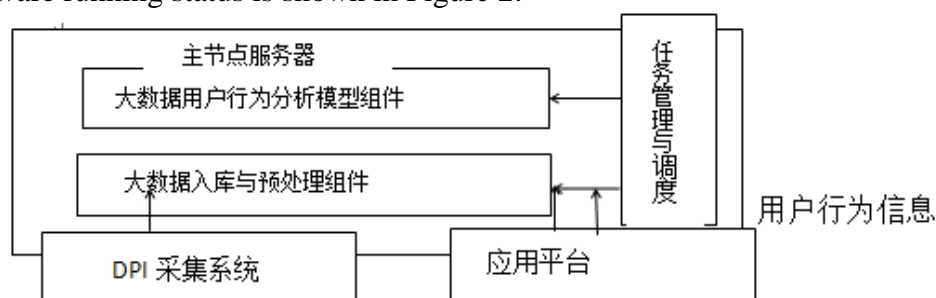 ware running status is shown in Figure 2.
主节点服务器
大数据用户行为分析模型组件
任务管理与调度
大数据入库与预处理组件
用户行为信息
DPI 采集系统
应用平台